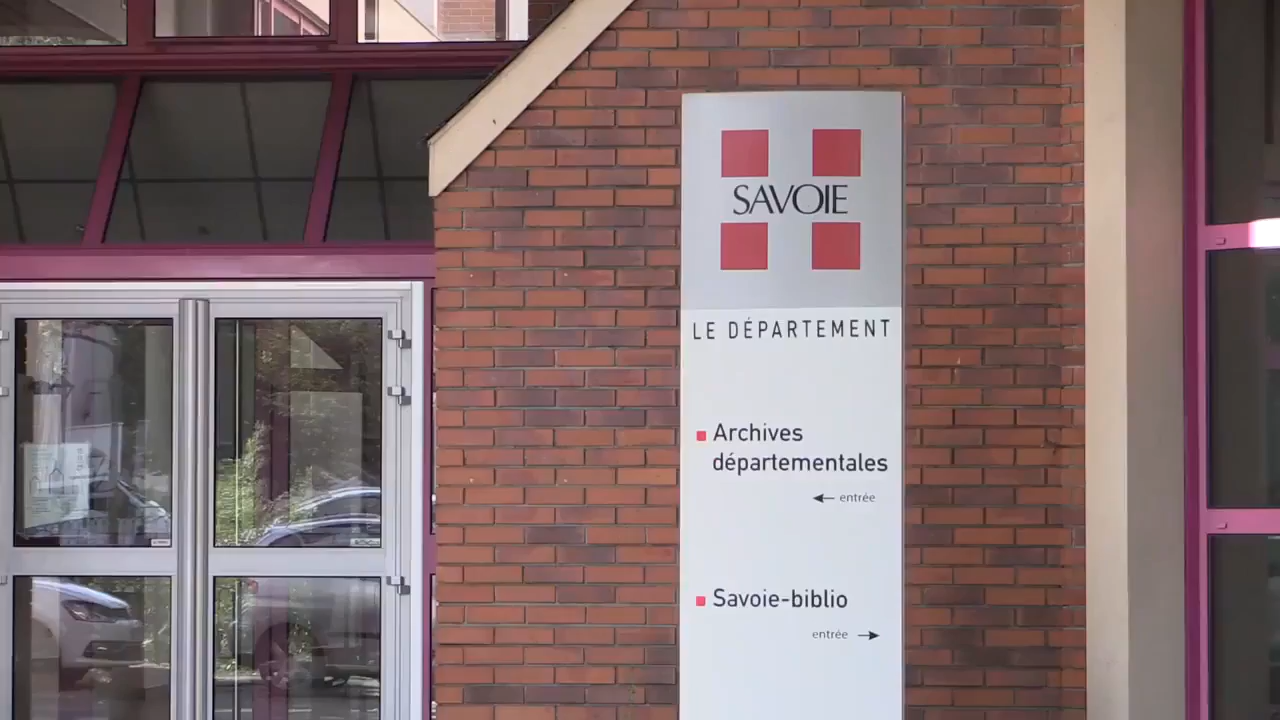 SAVOIE
LE DÉPARTEMENT
Archives
départementales
← entrée
Savoie-biblio
entrée →